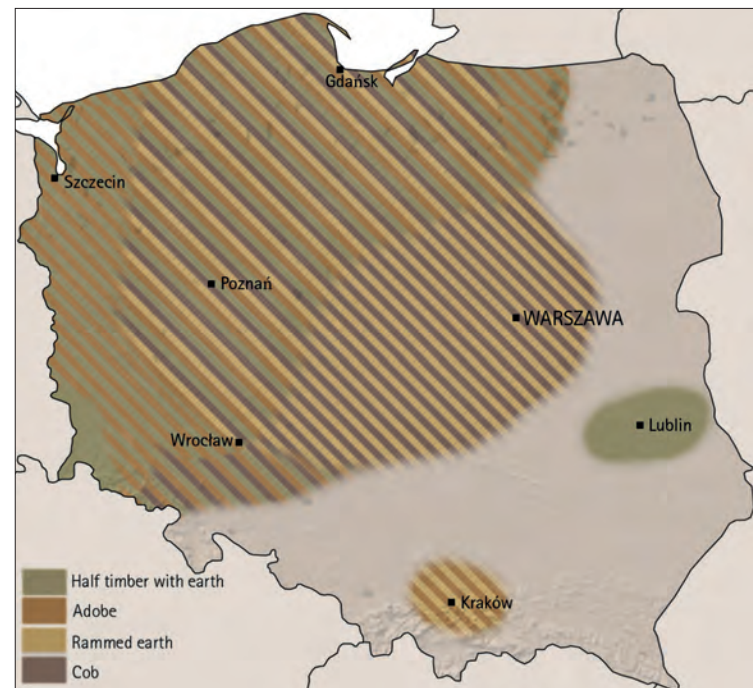 Gdańsk
Szczecin
Poznań
WARSZAWA
Lublin
Wrocław
Kraków
Half timber with earth
Adobe
Rammed earth
Cob